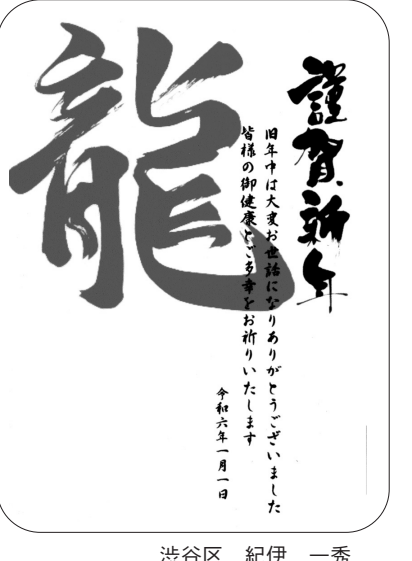 謹賀新年
旧年中は大変お世話になりありがとうございました
皆様の御健康とご多幸をお祈りいたします
令和六年一月一日
龍
渋谷区　紀伊　一秀